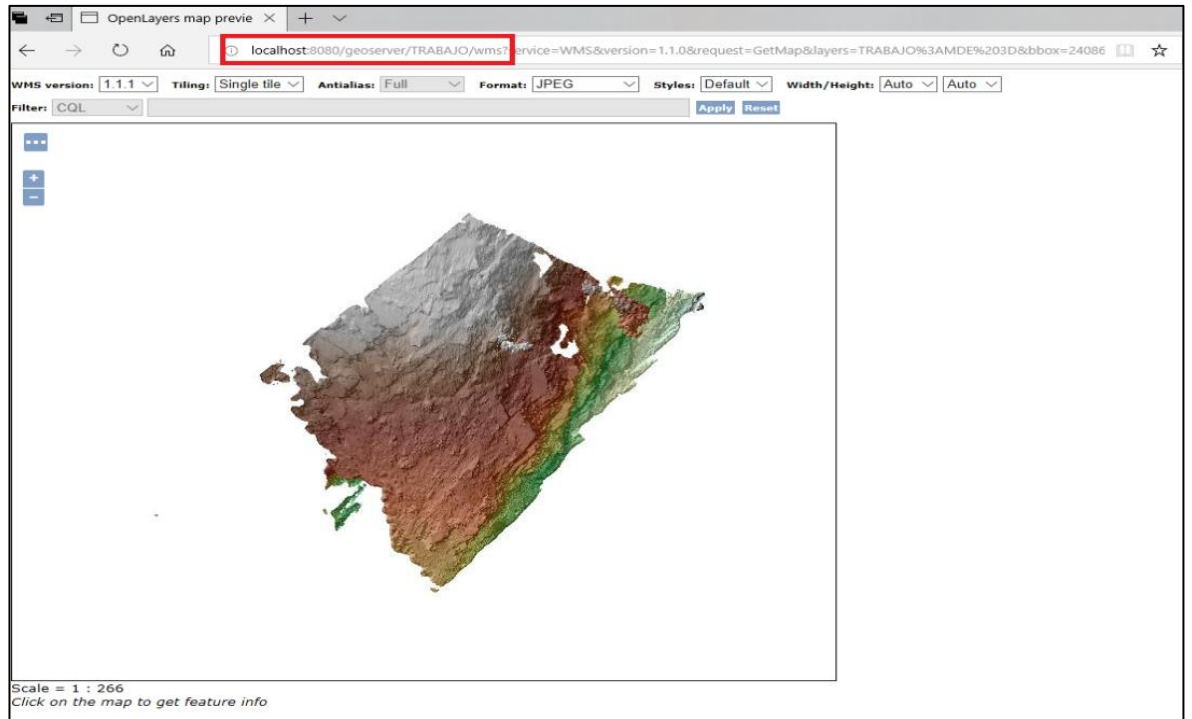 OpenLayers map previe
localhost:8080/geoserver/TRABAJO/wms?service=WMS&version=1.1.0&request=GetMap&layers=TRABAJO%3AMDE%203D&bbox=24086
WMS version: 1.1.1 Tiling: Single tile Antialias: Full Format: JPEG Styles: Default Width/Height: Auto Auto
Filter: CQL Apply Reset
+
−
Scale = 1 : 266
Click on the map to get feature info